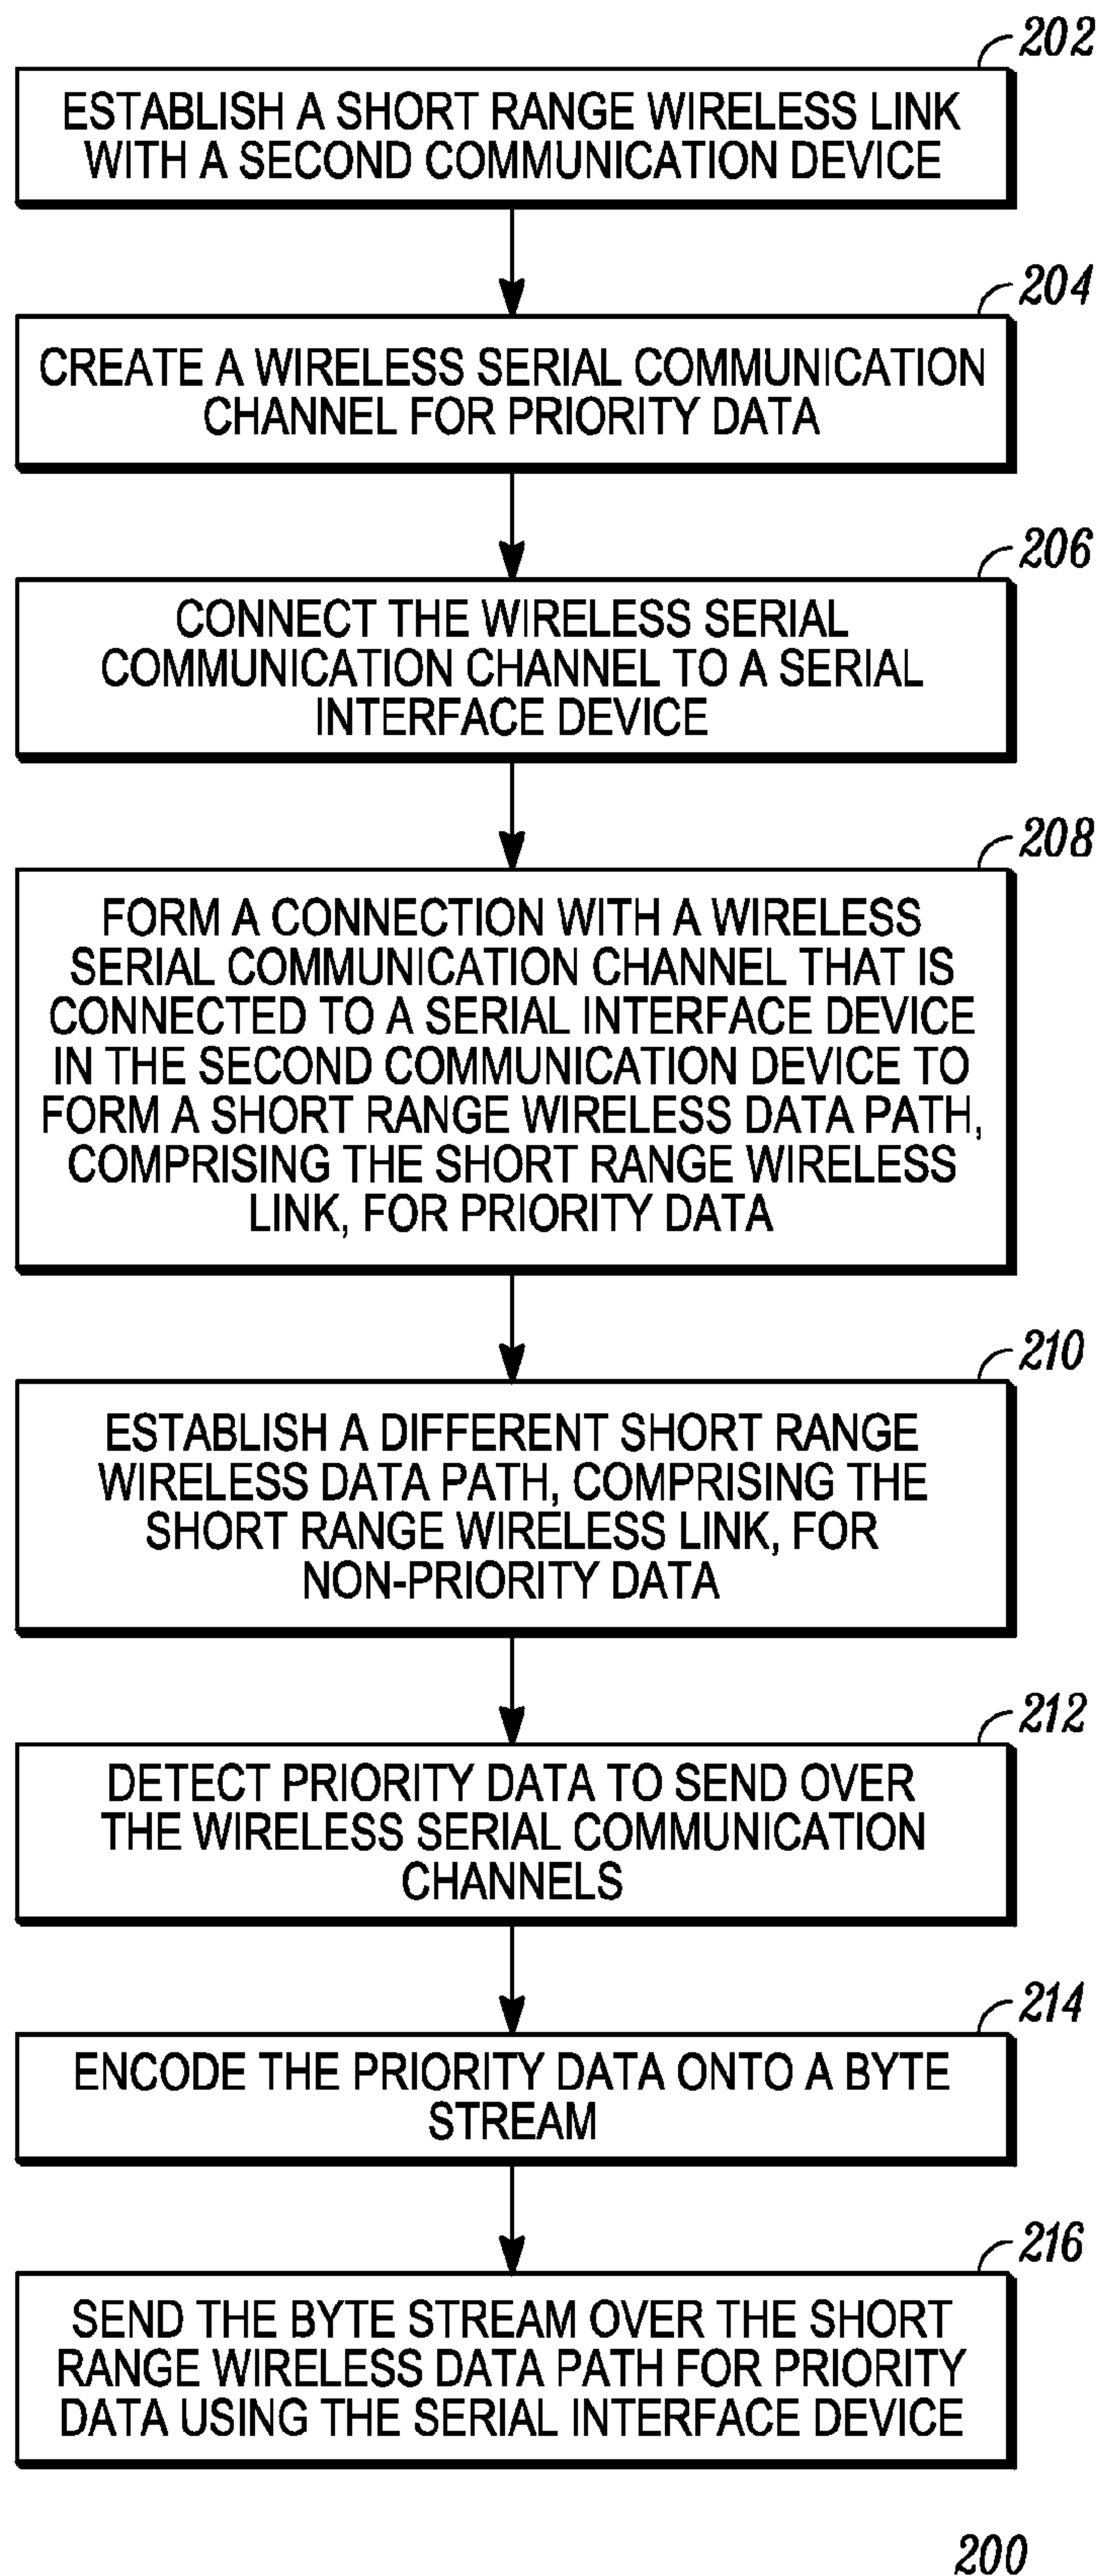 202
ESTABLISH A SHORT RANGE WIRELESS LINK
WITH A SECOND COMMUNICATION DEVICE
204
CREATE A WIRELESS SERIAL COMMUNICATION
CHANNEL FOR PRIORITY DATA
206
CONNECT THE WIRELESS SERIAL
COMMUNICATION CHANNEL TO A SERIAL
INTERFACE DEVICE
208
FORM A CONNECTION WITH A WIRELESS
SERIAL COMMUNICATION CHANNEL THAT IS
CONNECTED TO A SERIAL INTERFACE DEVICE
IN THE SECOND COMMUNICATION DEVICE TO
FORM A SHORT RANGE WIRELESS DATA PATH,
COMPRISING THE SHORT RANGE WIRELESS
LINK, FOR PRIORITY DATA
210
ESTABLISH A DIFFERENT SHORT RANGE
WIRELESS DATA PATH, COMPRISING THE
SHORT RANGE WIRELESS LINK, FOR
NON-PRIORITY DATA
212
DETECT PRIORITY DATA TO SEND OVER
THE WIRELESS SERIAL COMMUNICATION
CHANNELS
214
ENCODE THE PRIORITY DATA ONTO A BYTE
STREAM
216
SEND THE BYTE STREAM OVER THE SHORT
RANGE WIRELESS DATA PATH FOR PRIORITY
DATA USING THE SERIAL INTERFACE DEVICE
200